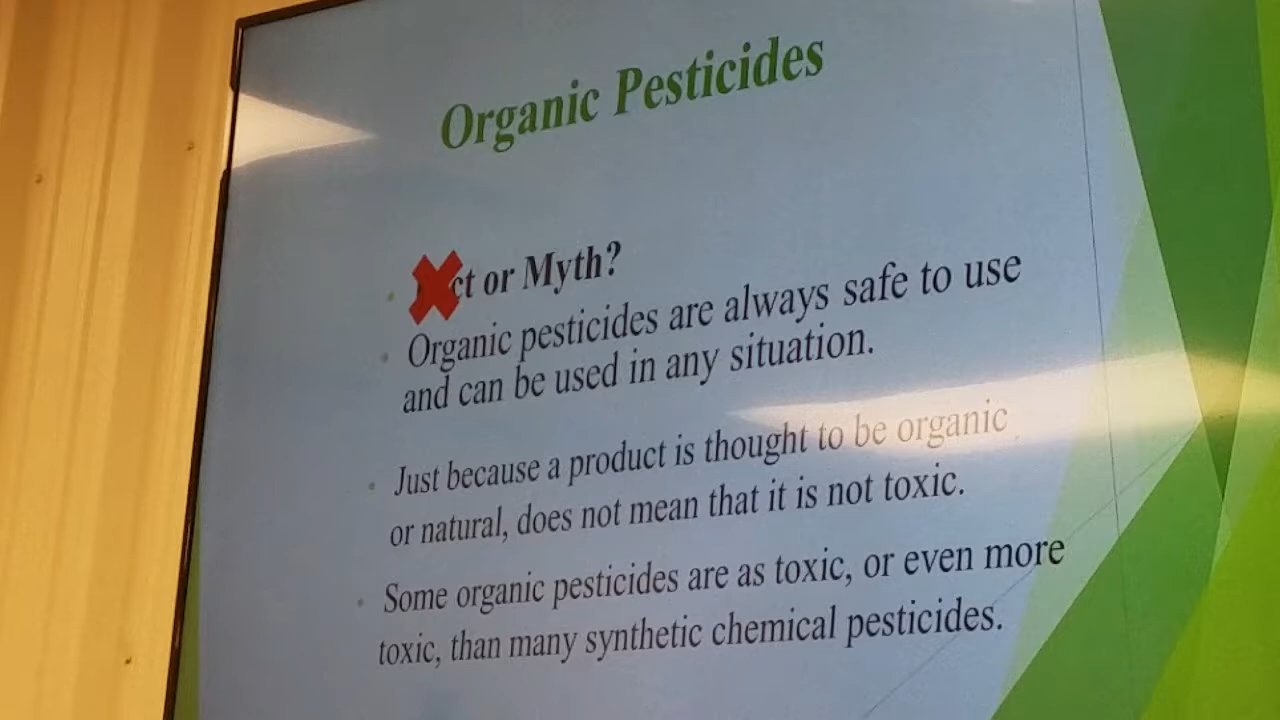 Organic Pesticides
ct or Myth?
Organic pesticides are always safe to use
and can be used in any situation.
Just because a product is thought to be organic
or natural, does not mean that it is not toxic.
Some organic pesticides are as toxic, or even more
toxic, than many synthetic chemical pesticides.